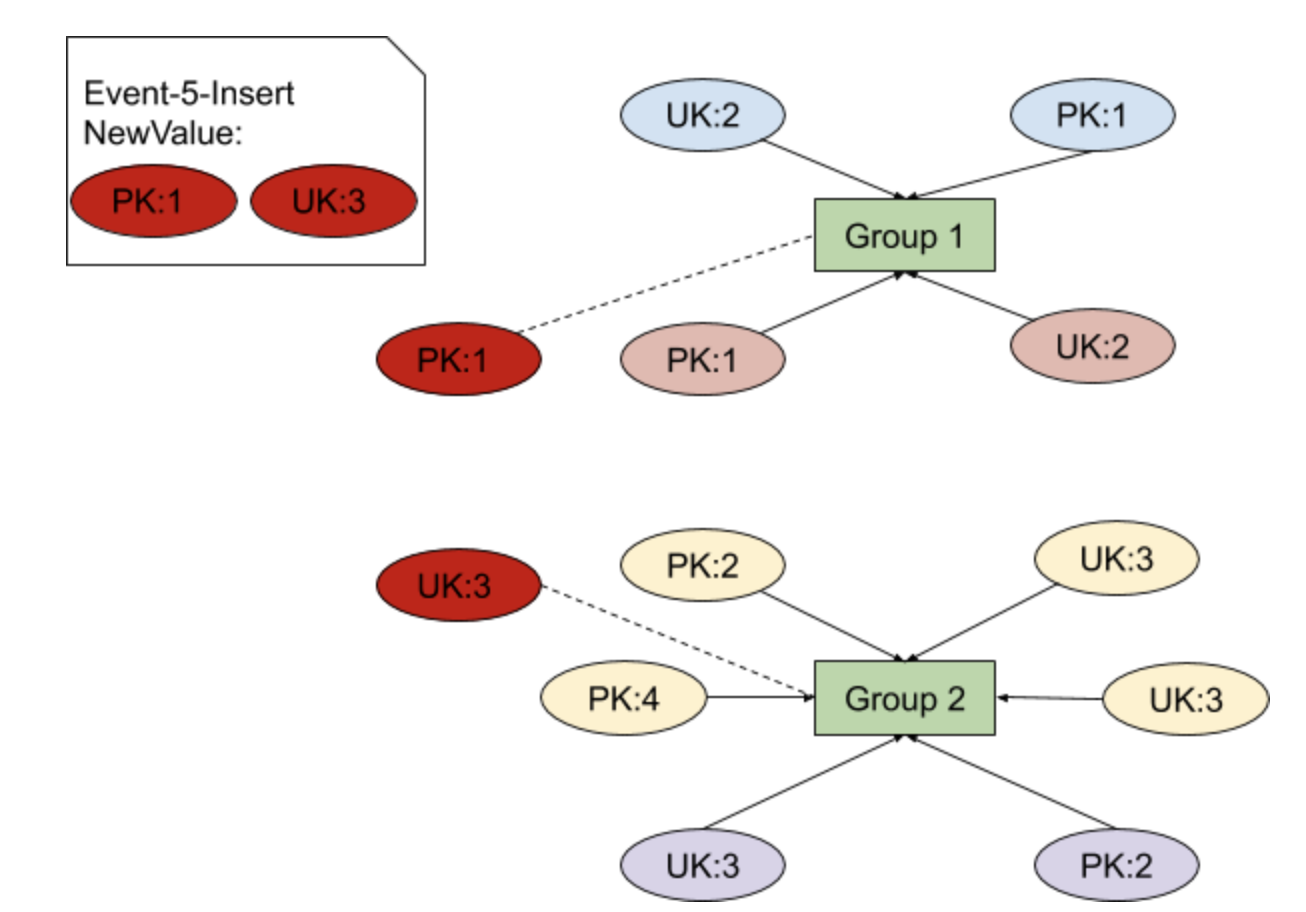 Event-5-Insert
NewValue:
PK:1 UK:3
UK:2 PK:1
Group 1
PK:1 PK:1 UK:2
UK:3 PK:2 UK:3
PK:4 Group 2 UK:3
UK:3 PK:2